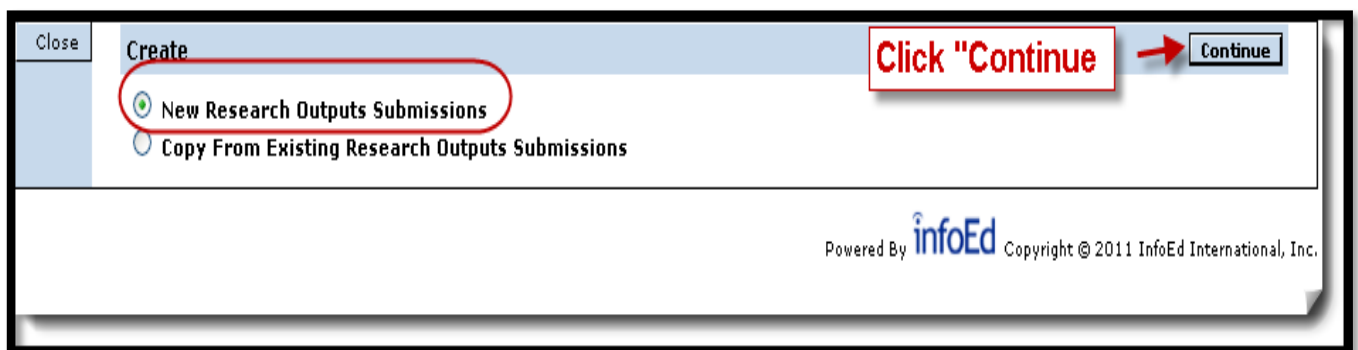 Close
Create
Click "Continue
Continue
New Research Outputs Submissions
Copy From Existing Research Outputs Submissions
Powered By infoEd Copyright © 2011 InfoEd International, Inc.